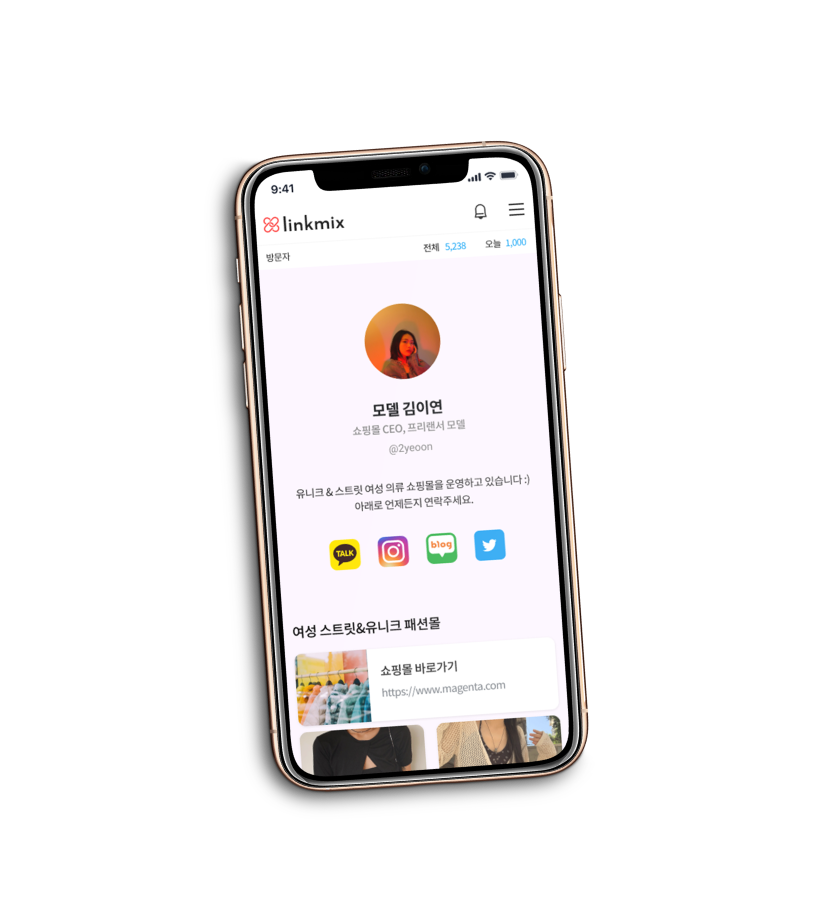 9:41
linkmix
방문자 전체 5,238 오늘 1,000
모델 김이연
쇼핑몰 CEO, 프리랜서 모델
@2yeoon
유니크 & 스트릿 여성 의류 쇼핑몰을 운영하고 있습니다 :)
아래로 언제든지 연락주세요.
TALK
blog
여성 스트릿&유니크 패션몰
쇼핑몰 바로가기
https://www.magenta.com